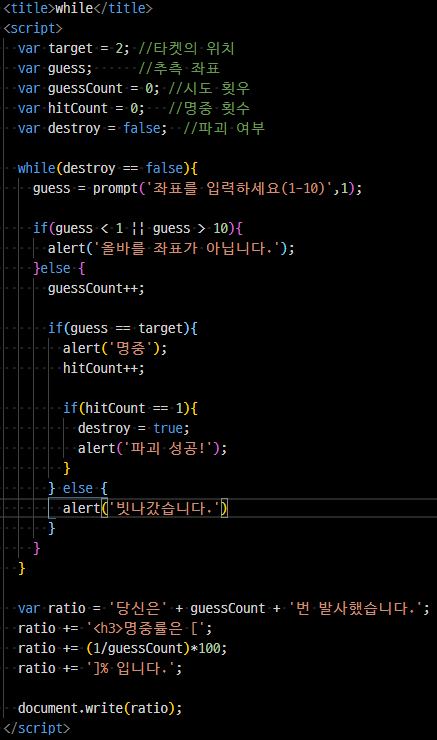 <title>while</title>
<script>
var target = 2; //타켓의 위치
var guess;      //추측 좌표
var guessCount = 0; //시도 횟우
var hitCount = 0;   //명중 횟수
var destroy = false;  //파괴 여부
while(destroy == false){
guess = prompt('좌표를 입력하세요(1-10)',1);
if(guess < 1 || guess > 10){
alert('올바를 좌표가 아닙니다.');
}else {
guessCount++;
if(guess == target){
alert('명중');
hitCount++;
if(hitCount == 1){
destroy = true;
alert('파괴 성공!');
}
} else {
alert('빗나갔습니다.')
}
}
}
var ratio = '당신은' + guessCount + '번 발사했습니다.';
ratio += '<h3>명중률은 [';
ratio += (1/guessCount)*100;
ratio += ']% 입니다.';
document.write(ratio);
</script>